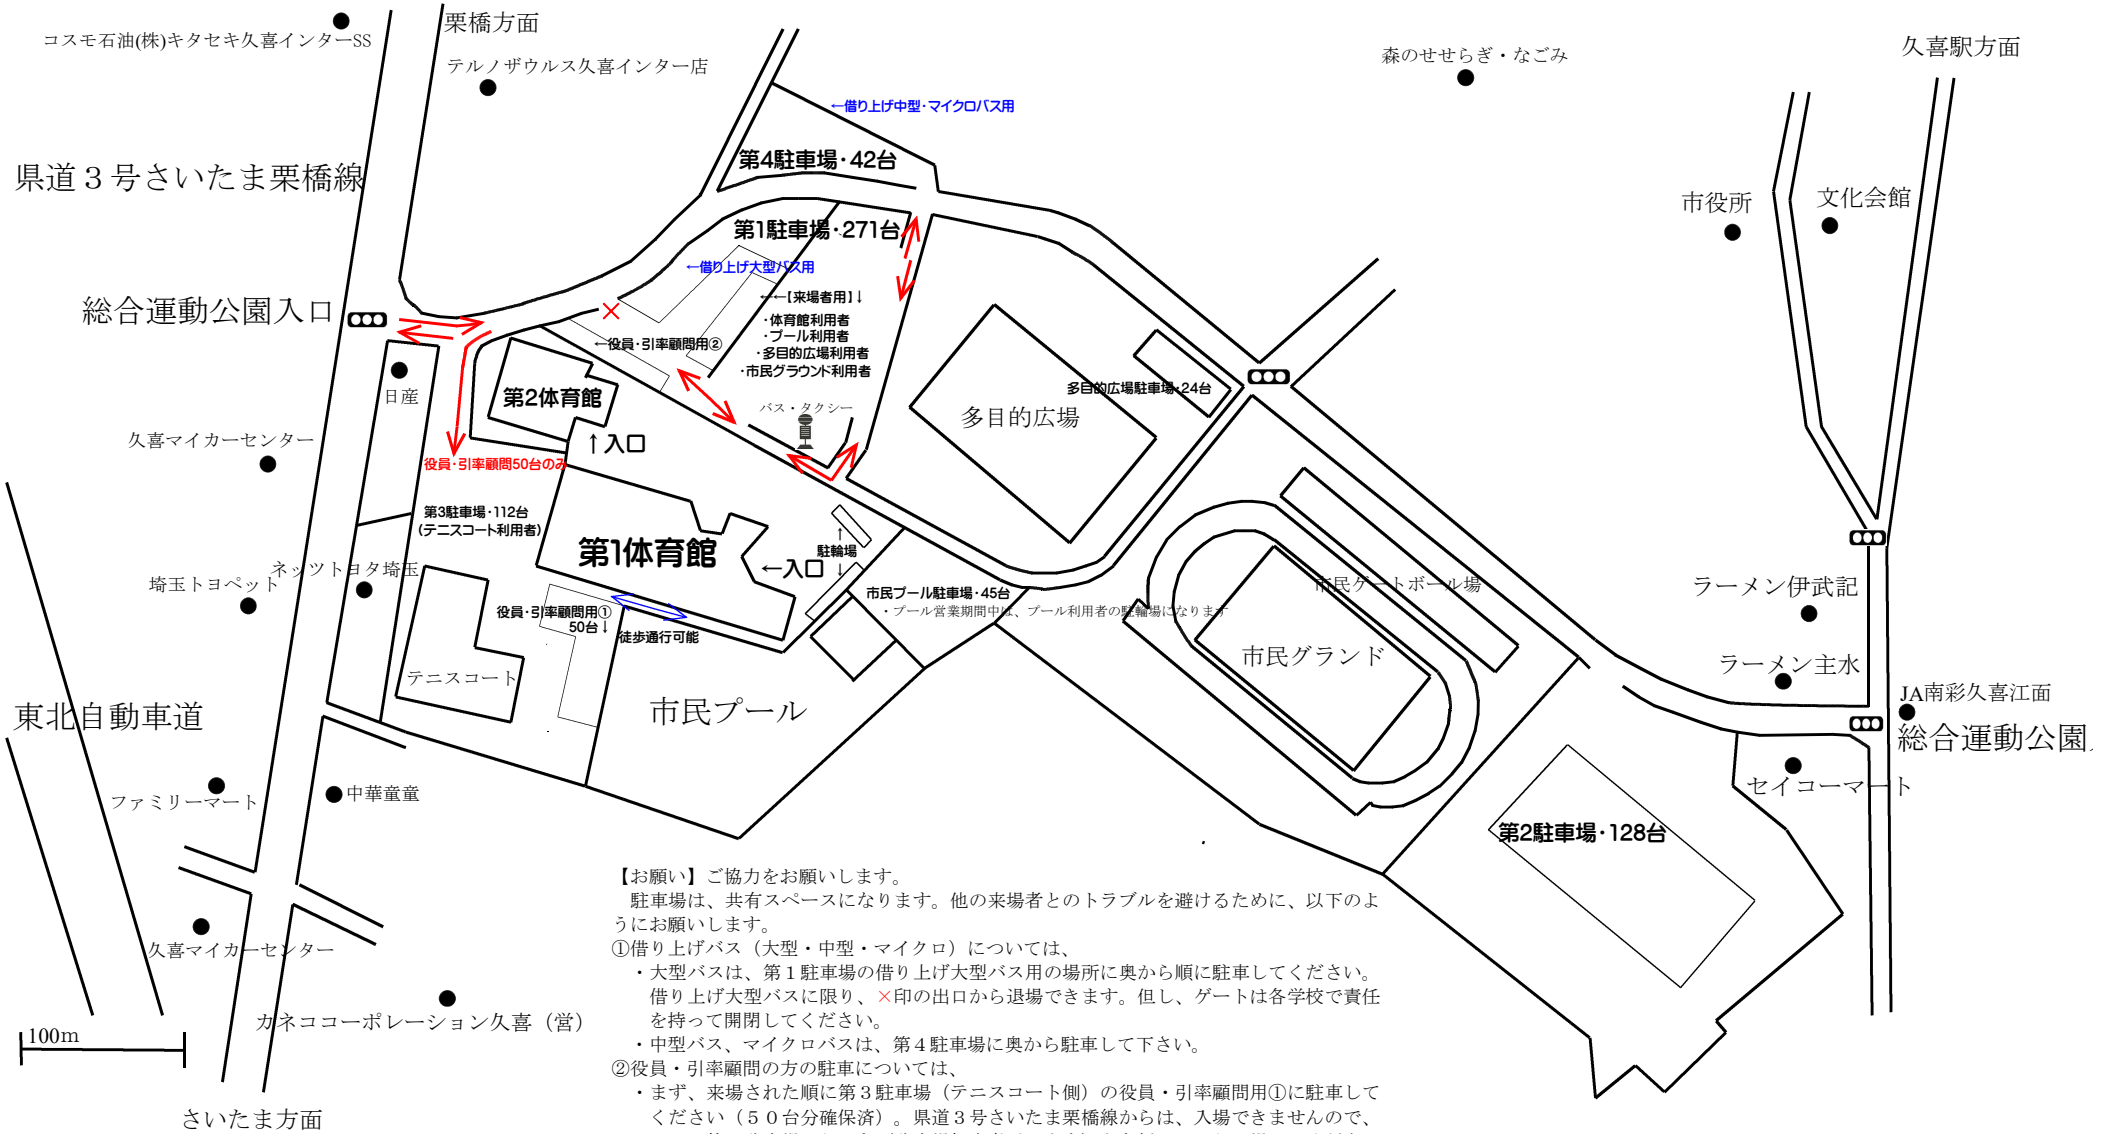 コスモ石油(株)キタセキ久喜インターSS
栗橋方面
テルノザウルス久喜インター店
森のせせらぎ・なごみ
久喜駅方面
←借り上げ中型・マイクロバス用
第4駐車場・42台
県道３号さいたま栗橋線
市役所
文化会館
第1駐車場・271台
←借り上げ大型バス用
総合運動公園入口
←←【来場者用】↓
・体育館利用者
・プール利用者
・多目的広場利用者
・市民グラウンド利用者
←役員・引率顧問用②
日産
第2体育館
バス・タクシー
多目的広場駐車場・24台
多目的広場
久喜マイカーセンター
↑入口
役員・引率顧問50台のみ
第3駐車場・112台
(テニスコート利用者)
第1体育館
←入口
↑
駐輪場
↓
埼玉トヨペット
ネッツトヨタ埼玉
市民プール駐車場・45台
・プール営業期間中は、プール利用者の駐輪場になります
市民ゲートボール場
ラーメン伊武記
役員・引率顧問用①
50台↓
徒歩通行可能
市民グランド
ラーメン主水
テニスコート
市民プール
JA南彩久喜江面
総合運動公園
東北自動車道
セイコーマート
ファミリーマート
中華童童
第2駐車場・128台
久喜マイカーセンター
カネココーポレーション久喜（営）
100m
さいたま方面
【お願い】ご協力をお願いします。
駐車場は、共有スペースになります。他の来場者とのトラブルを避けるために、以下のよ
うにお願いします。
①借り上げバス（大型・中型・マイクロ）については、
・大型バスは、第１駐車場の借り上げ大型バス用の場所に奥から順に駐車してください。
借り上げ大型バスに限り、×印の出口から退場できます。但し、ゲートは各学校で責任
を持って開閉してください。
・中型バス、マイクロバスは、第４駐車場に奥から駐車して下さい。
②役員・引率顧問の方の駐車については、
・まず、来場された順に第３駐車場（テニスコート側）の役員・引率顧問用①に駐車して
ください（５０台分確保済）。県道３号さいたま栗橋線からは、入場できませんので、